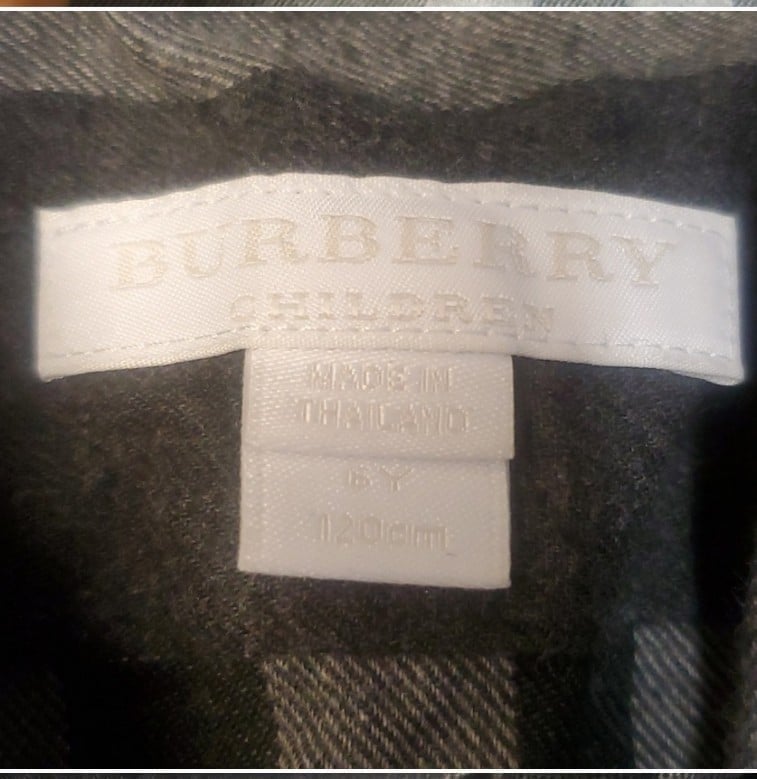 BURBERRY
CHILDREN
MADE IN
THAILAND
6Y
120cm